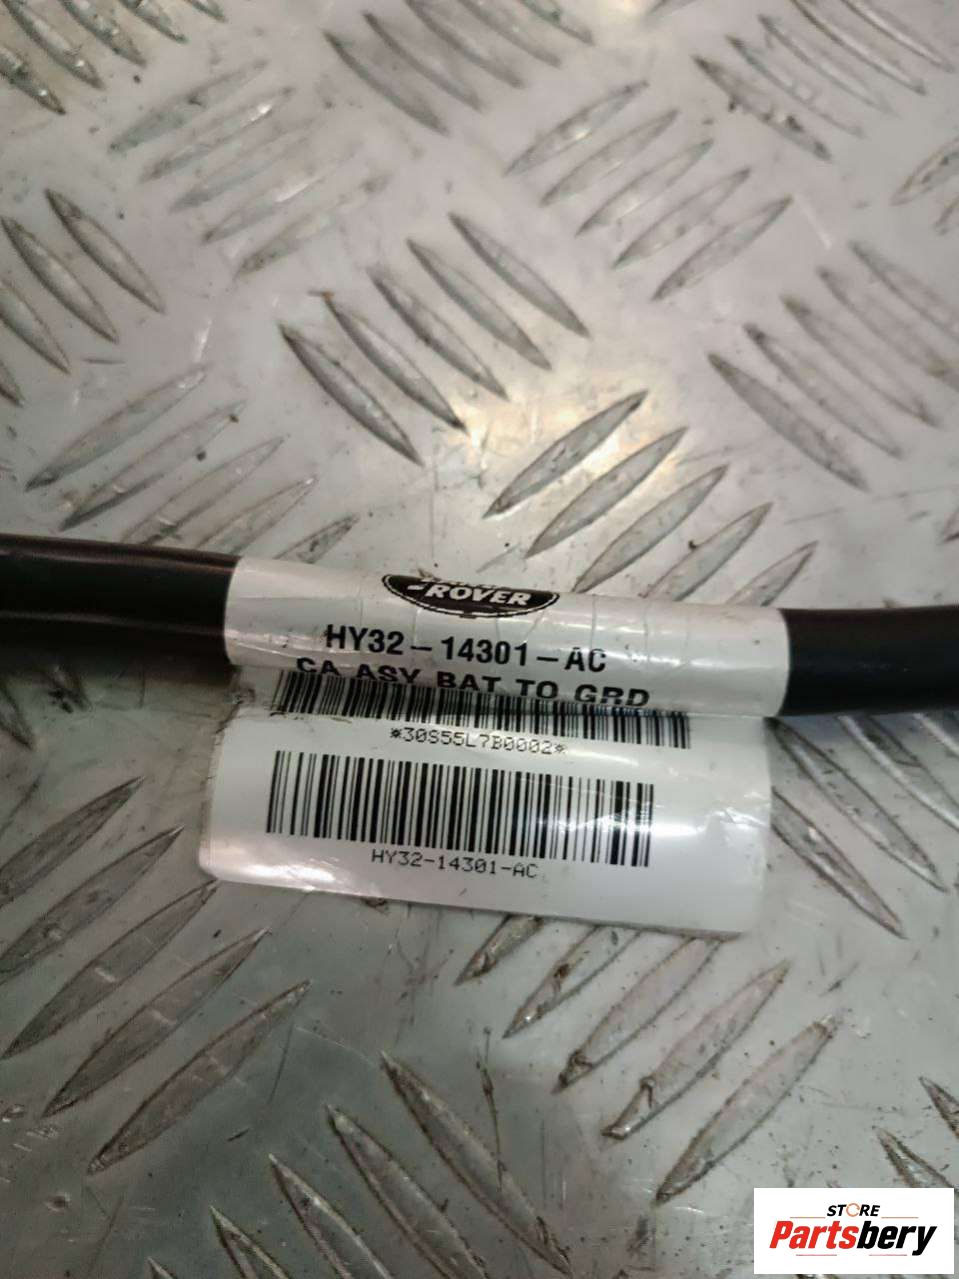 ROVER
HY32-14301-AC
CA ASY BAT TO GRD
*30S55L7B0002*
HY32-14301-AC
STORE
Partsbery